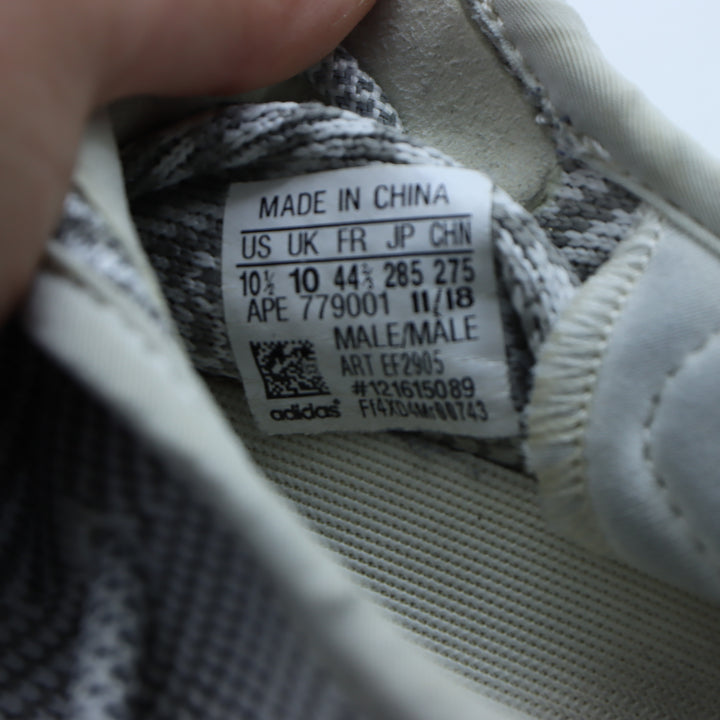 MADE IN CHINA
US UK FR JP CHN
10½ 10 44⅔ 285 275
APE 779001 11/18
MALE/MÂLE
ART EF2905
#121615089
adidas